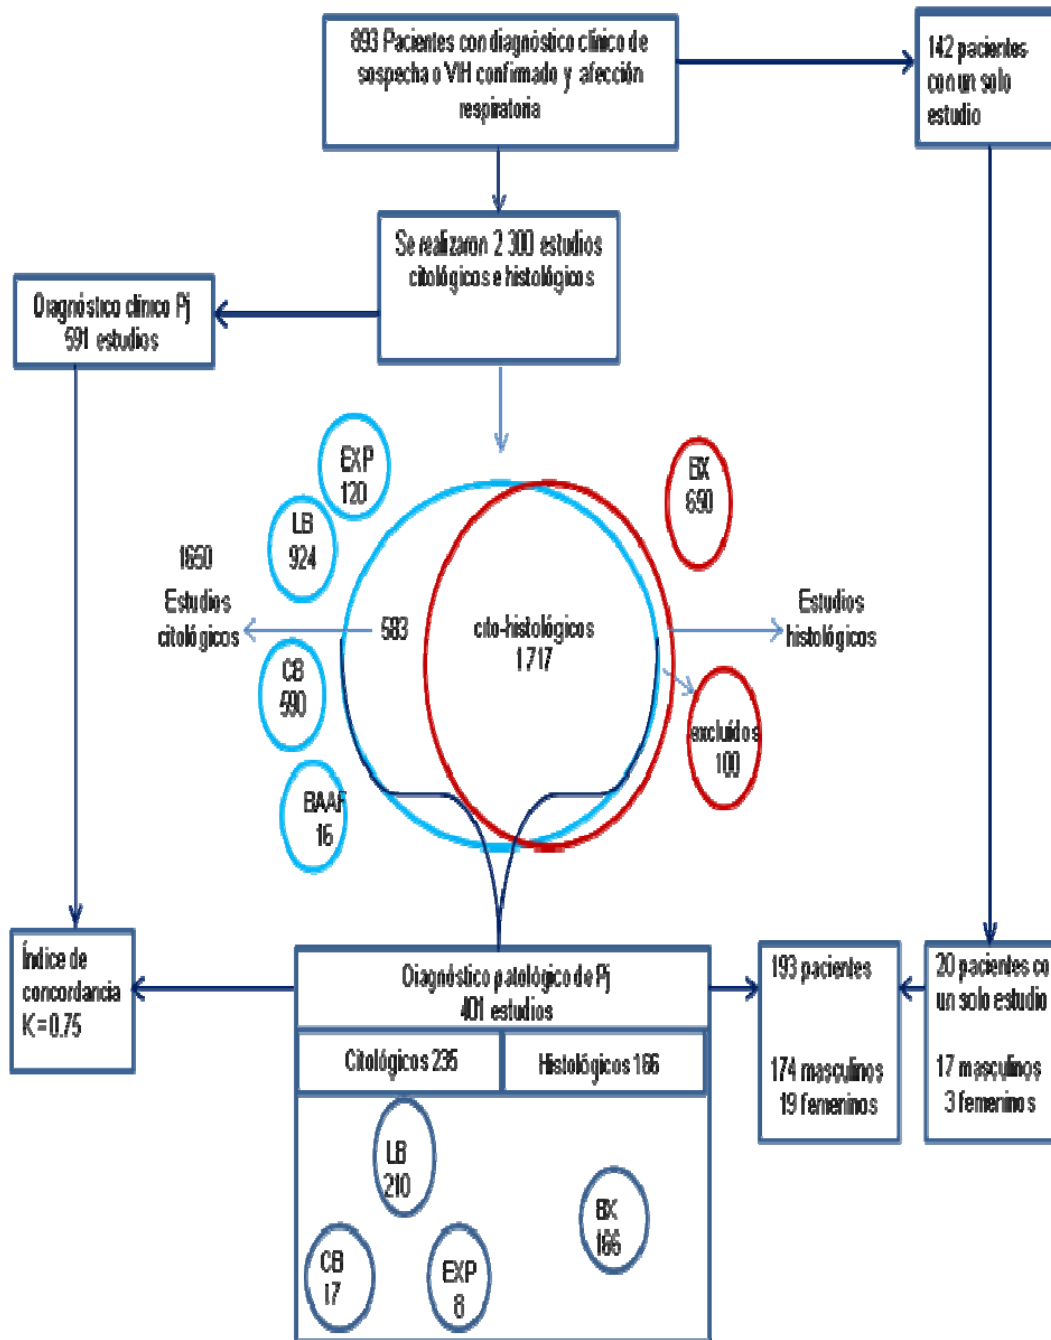 893 Pacientes con diagnóstico clínico de
sospecha o VIH confirmado y afección
respiratoria
142 pacientes
con un solo
estudio
Se realizaron 2 300 estudios
citológicos e histológicos
Diagnóstico clínico Pj
591 estudios
EXP
120
LB
924
1650
Estudios
citológicos
CB
590
BAAF
16
583
cito-histológicos
1 717
BX
650
Estudios
histológicos
excluídos
100
Índice de
concordancia
K = 0.75
Diagnóstico patológico de Pj
401 estudios
Citológicos 235
Histológicos 166
LB
210
CB
17
EXP
8
BX
166
193 pacientes
174 masculinos
19 femeninos
20 pacientes co
un solo estudio
17 masculinos
3 femeninos